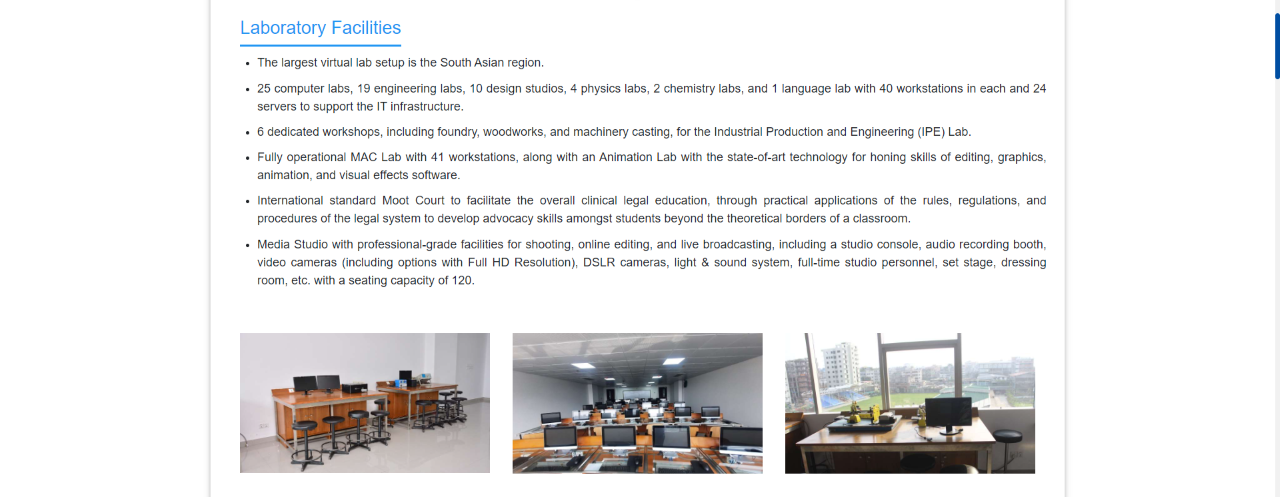 Laboratory Facilities
• The largest virtual lab setup is the South Asian region.
• 25 computer labs, 19 engineering labs, 10 design studios, 4 physics labs, 2 chemistry labs, and 1 language lab with 40 workstations in each and 24
servers to support the IT infrastructure.
• 6 dedicated workshops, including foundry, woodworks, and machinery casting, for the Industrial Production and Engineering (IPE) Lab.
• Fully operational MAC Lab with 41 workstations, along with an Animation Lab with the state-of-art technology for honing skills of editing, graphics,
animation, and visual effects software.
• International standard Moot Court to facilitate the overall clinical legal education, through practical applications of the rules, regulations, and
procedures of the legal system to develop advocacy skills amongst students beyond the theoretical borders of a classroom.
• Media Studio with professional-grade facilities for shooting, online editing, and live broadcasting, including a studio console, audio recording booth,
video cameras (including options with Full HD Resolution), DSLR cameras, light & sound system, full-time studio personnel, set stage, dressing
room, etc. with a seating capacity of 120.